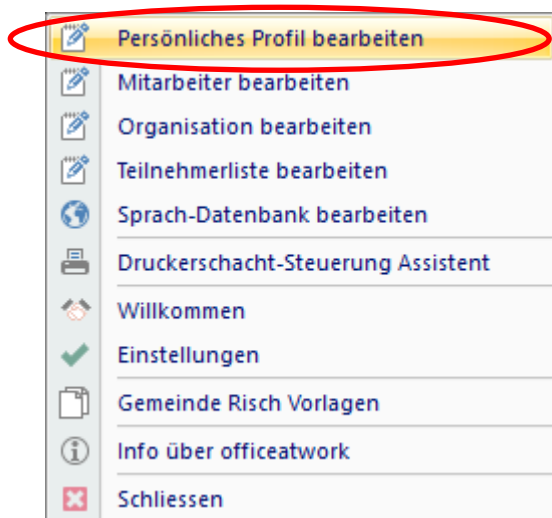 Persönliches Profil bearbeiten
Mitarbeiter bearbeiten
Organisation bearbeiten
Teilnehmerliste bearbeiten
Sprach-Datenbank bearbeiten
Druckerschacht-Steuerung Assistent
Willkommen
Einstellungen
Gemeinde Risch Vorlagen
Info über officeatwork
Schliessen